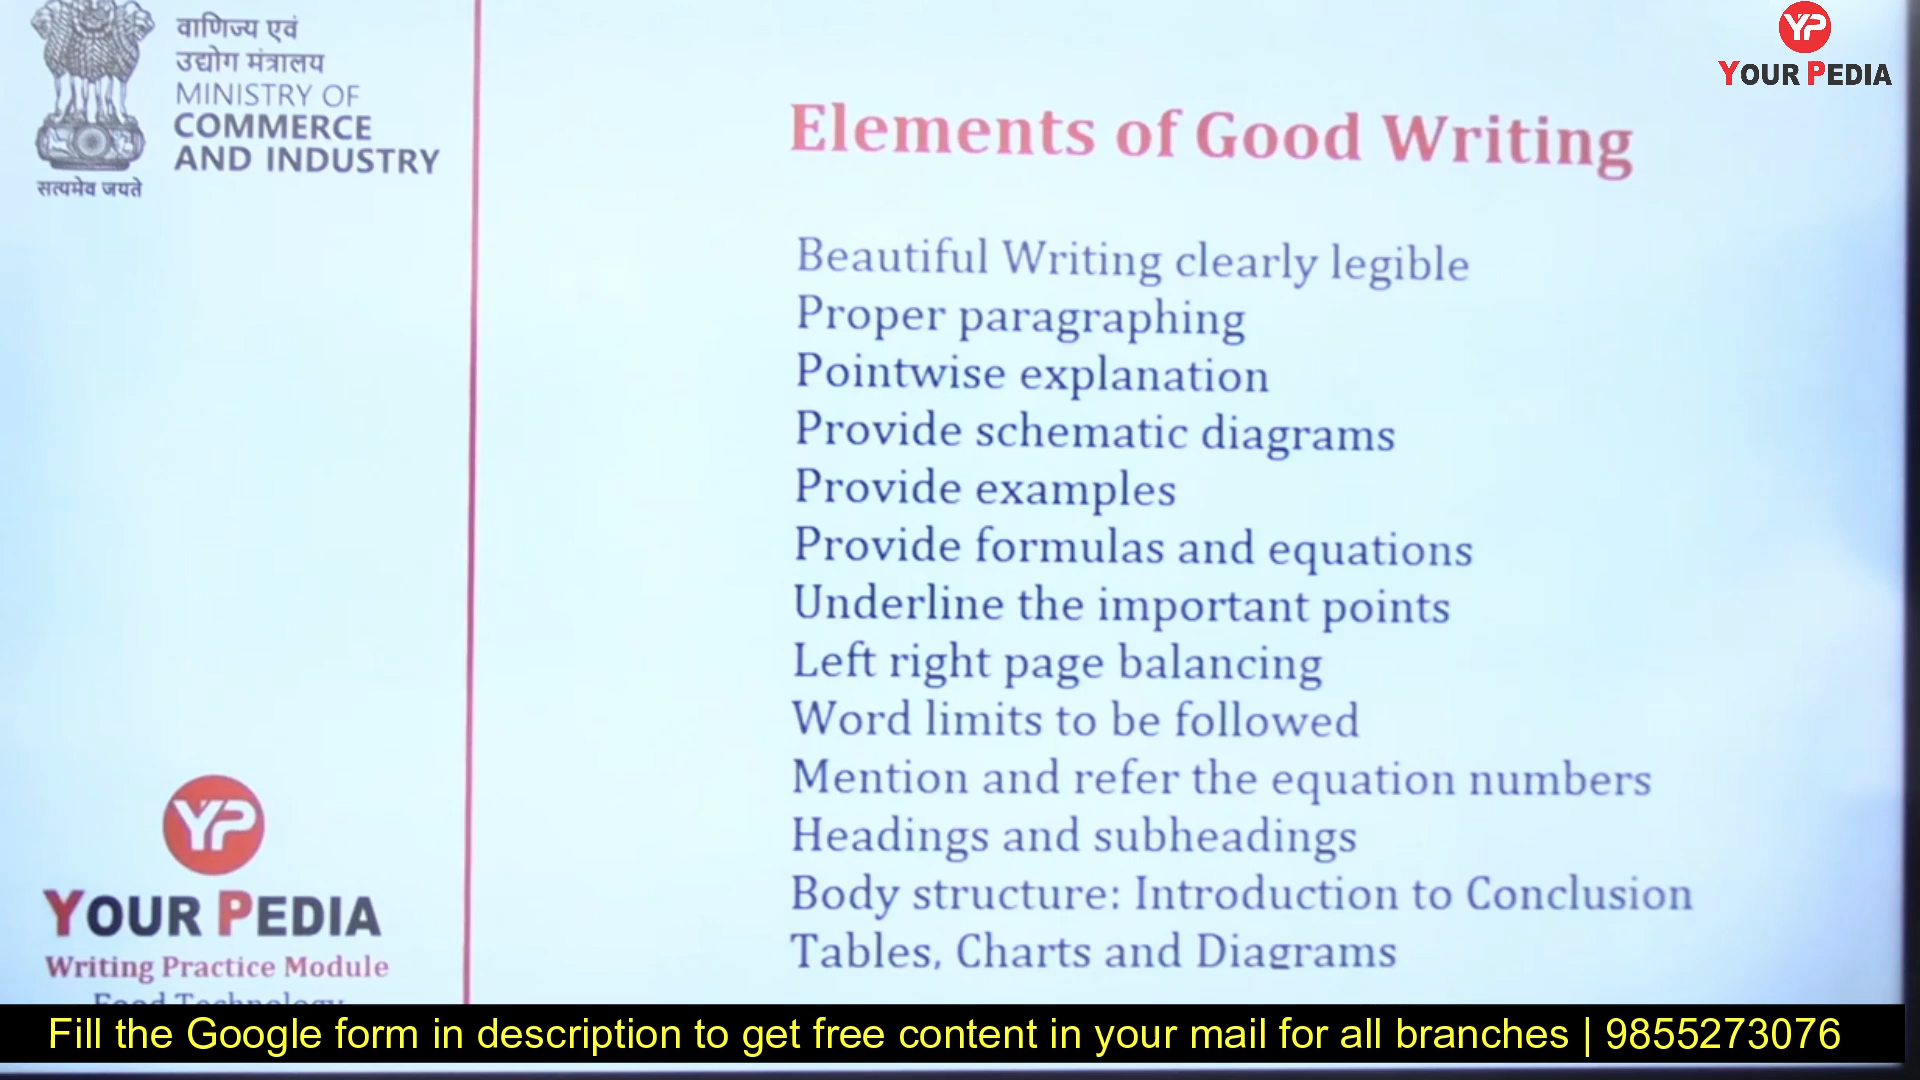 वाणिज्य एवं
उद्योग मंत्रालय
MINISTRY OF
COMMERCE
AND INDUSTRY
सत्यमेव जयते
YP
YOUR PEDIA
Elements of Good Writing
Beautiful Writing clearly legible
Proper paragraphing
Pointwise explanation
Provide schematic diagrams
Provide examples
Provide formulas and equations
Underline the important points
Left right page balancing
Word limits to be followed
Mention and refer the equation numbers
Headings and subheadings
Body structure: Introduction to Conclusion
Tables, Charts and Diagrams
YP
YOUR PEDIA
Writing Practice Module
Food Technology
Fill the Google form in description to get free content in your mail for all branches | 9855273076